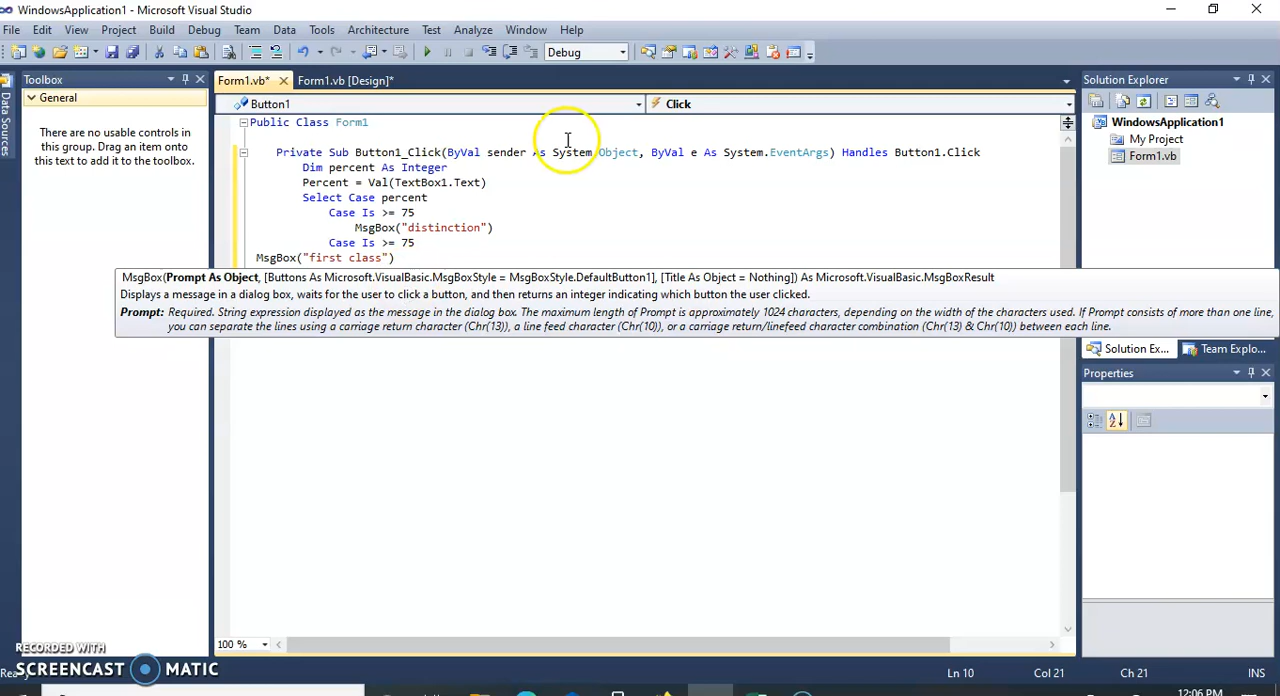 WindowsApplication1 - Microsoft Visual Studio
File Edit View Project Build Debug Team Data Tools Architecture Test Analyze Window Help
Debug
Toolbox
General
There are no usable controls in
this group. Drag an item onto
this text to add it to the toolbox.
Data Sources
Form1.vb* Form1.vb [Design]*
Button1 Click
Public Class Form1
Private Sub Button1_Click(ByVal sender As System.Object, ByVal e As System.EventArgs) Handles Button1.Click
Dim percent As Integer
Percent = Val(TextBox1.Text)
Select Case percent
Case Is >= 75
MsgBox("distinction")
Case Is >= 75
MsgBox("first class")
MsgBox(Prompt As Object, [Buttons As Microsoft.VisualBasic.MsgBoxStyle = MsgBoxStyle.DefaultButton1], [Title As Object = Nothing]) As Microsoft.VisualBasic.MsgBoxResult
Displays a message in a dialog box, waits for the user to click a button, and then returns an integer indicating which button the user clicked.
Prompt: Required. String expression displayed as the message in the dialog box. The maximum length of Prompt is approximately 1024 characters, depending on the width of the characters used. If Prompt consists of more than one line,
you can separate the lines using a carriage return character (Chr(13)), a line feed character (Chr(10)), or a carriage return/linefeed character combination (Chr(13) & Chr(10)) between each line.
Solution Explorer
WindowsApplication1
My Project
Form1.vb
Solution Ex... Team Explo...
Properties
100 %
RECORDED WITH
SCREENCAST MATIC
Ln 10 Col 21 Ch 21 INS
12:06 PM